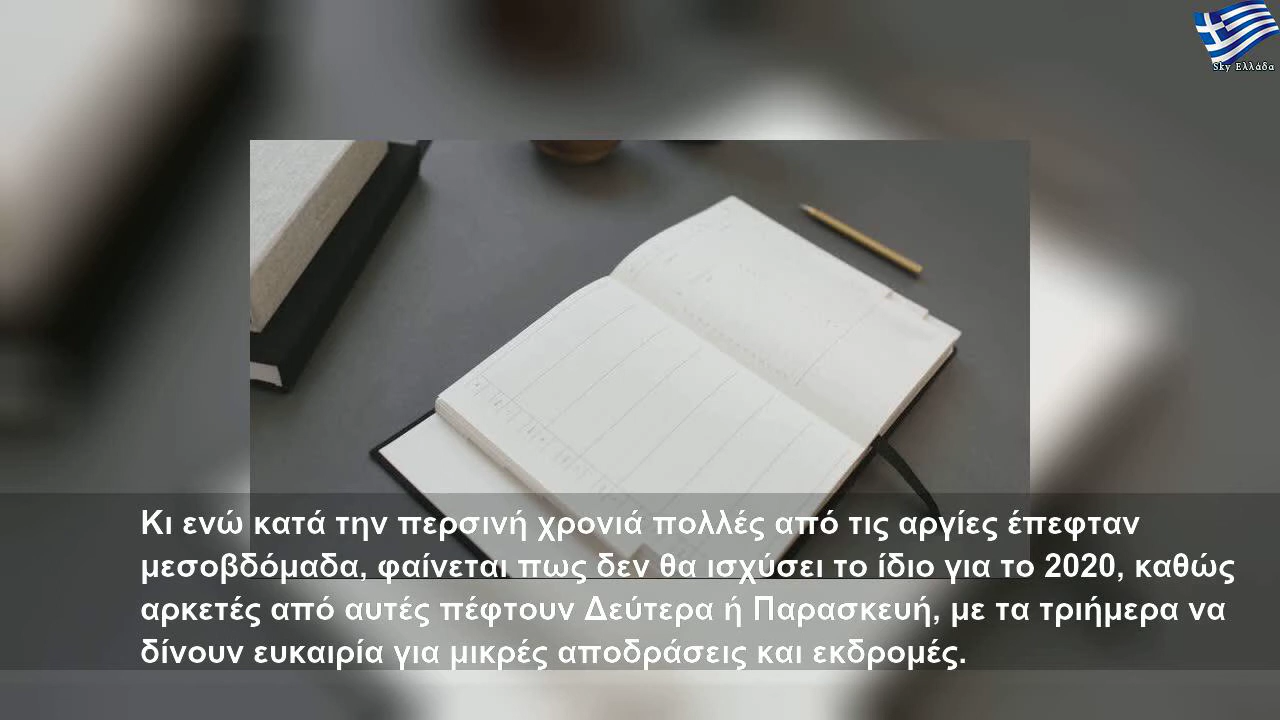 Sky Ελλάδα
Κι ενώ κατά την περσινή χρονιά πολλές από τις αργίες έπεφταν
μεσοβδόμαδα, φαίνεται πως δεν θα ισχύσει το ίδιο για το 2020, καθώς
αρκετές από αυτές πέφτουν Δεύτερα ή Παρασκευή, με τα τριήμερα να
δίνουν ευκαιρία για μικρές αποδράσεις και εκδρομές.